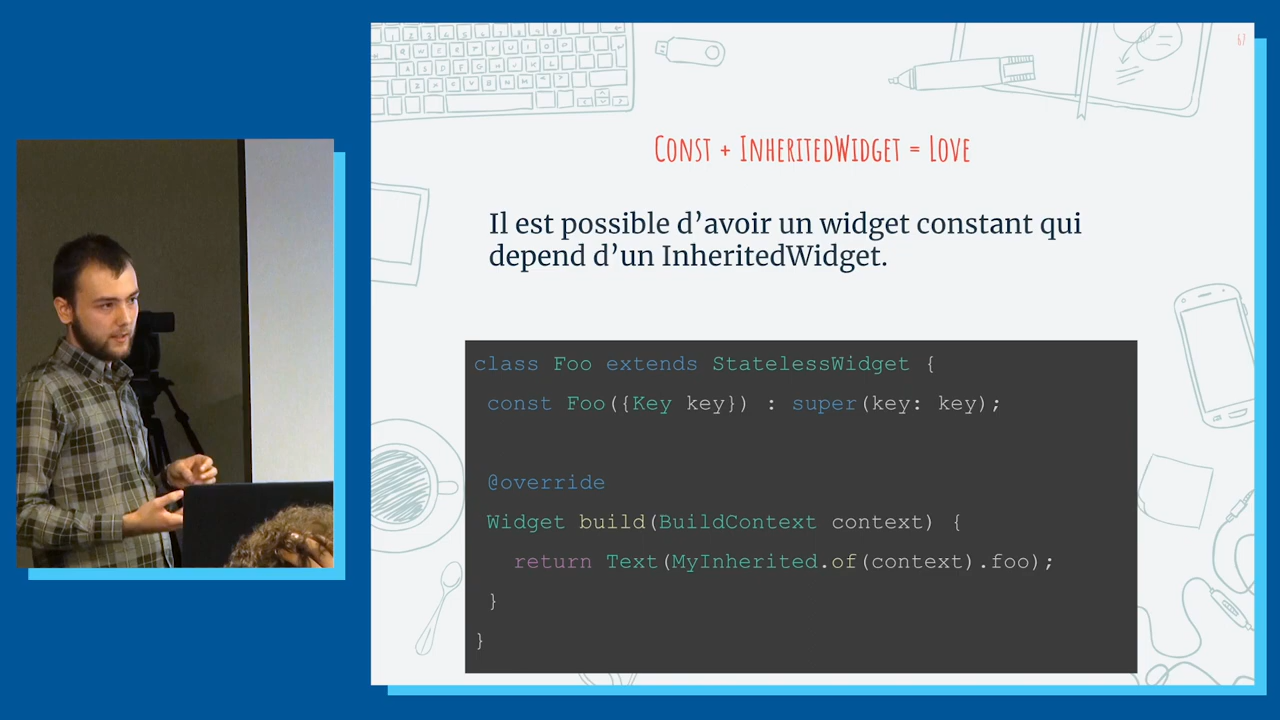 67
Const + InheritedWidget = Love
Il est possible d’avoir un widget constant qui
depend d’un InheritedWidget.
class Foo extends StatelessWidget {
const Foo({Key key}) : super(key: key);
@override
Widget build(BuildContext context) {
return Text(MyInherited.of(context).foo);
}
}